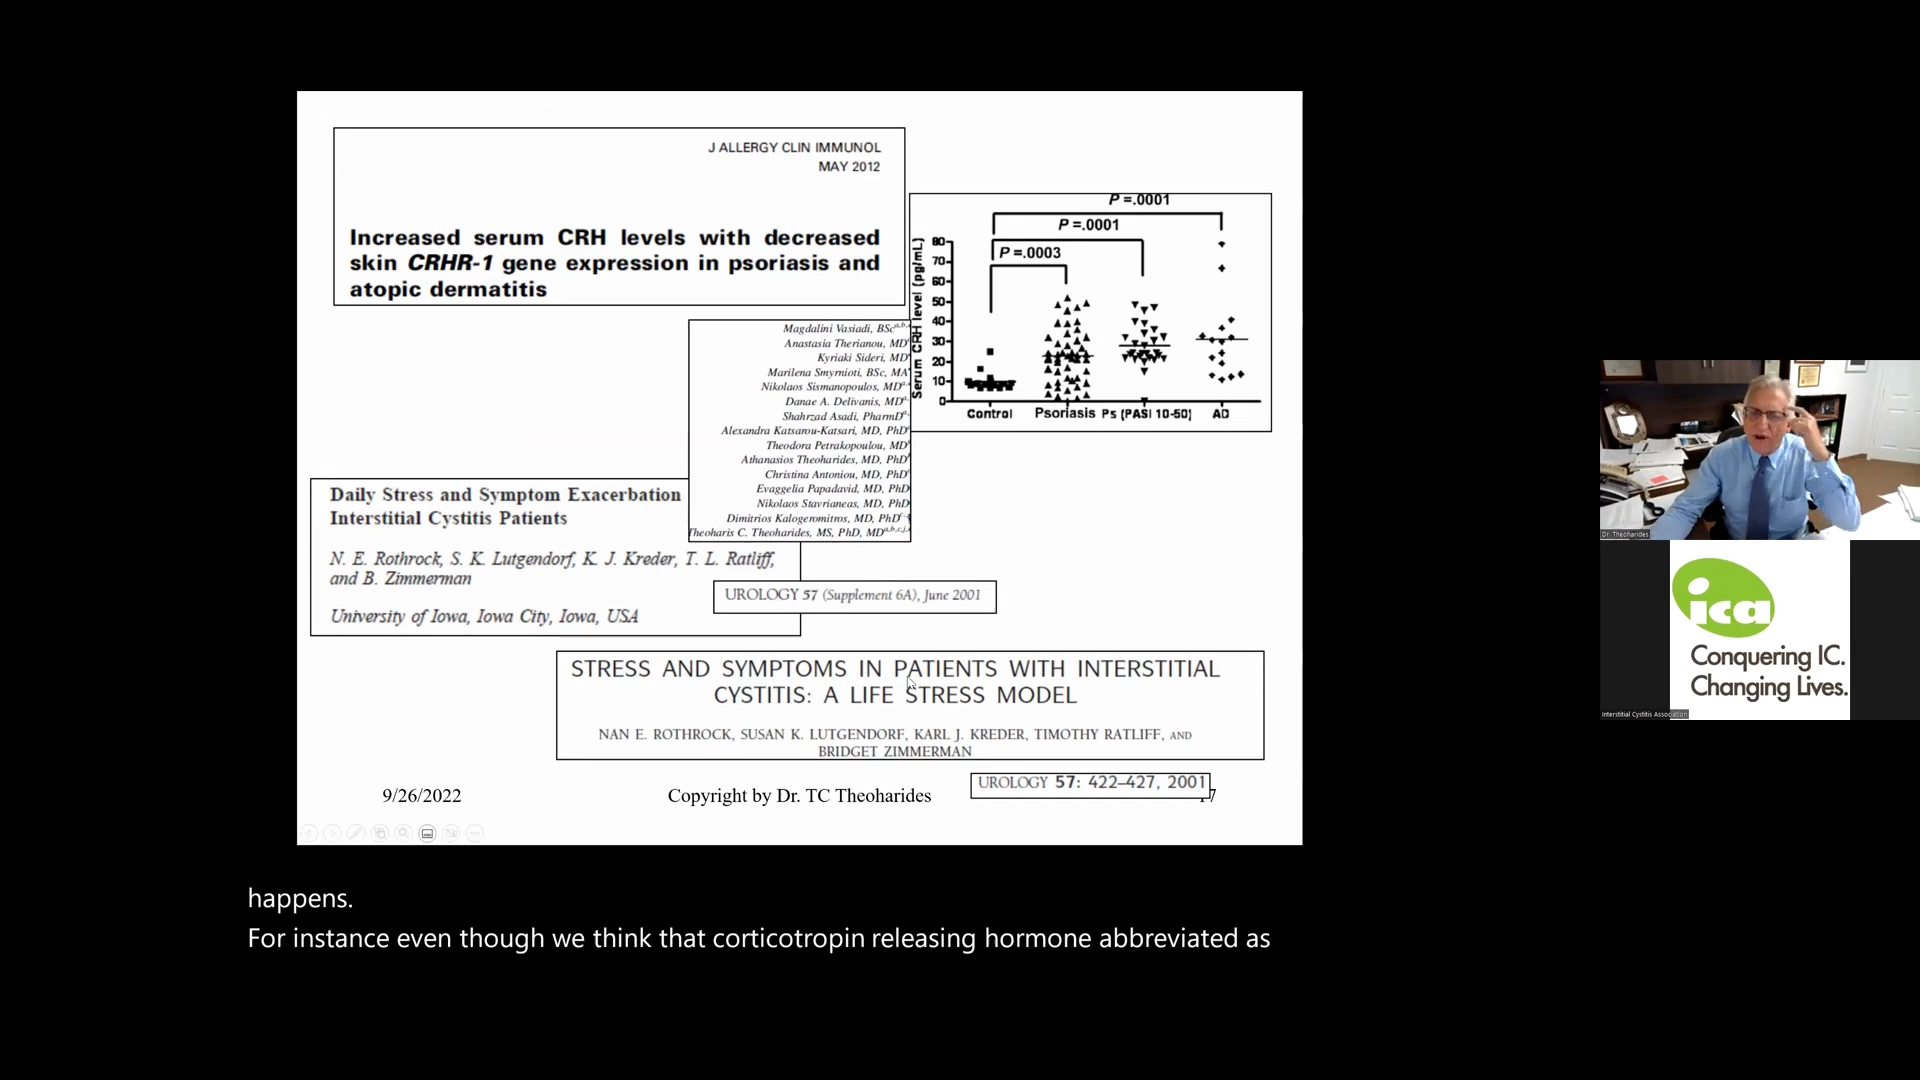 J ALLERGY CLIN IMMUNOL
MAY 2012
Increased serum CRH levels with decreased
skin CRHR-1 gene expression in psoriasis and
atopic dermatitis
P =.0001
P =.0001
P =.0003
Serum CRH level (pg/mL)
80
70
60
50
40
30
20
10
0
Control
Psoriasis
Ps (PASI 10-50)
AD
Magdalini Vasiadi, BSc
Anastasia Therianou, MD
Kyriaki Sideri, MD
Marilena Smyrnioti, BSc, MA
Nikolaos Sismanopoulos, MD
Danae A. Delivanis, MD
Shahrzad Asadi, PharmD
Alexandra Katsarou-Katsari, MD, PhD
Theodora Petrakopoulou, MD
Athanasios Theoharides, MD, PhD
Christina Antoniou, MD, PhD
Evaggelia Papadavid, MD, PhD
Nikolaos Stavrianeas, MD, PhD
Dimitrios Kalogeromitros, MD, PhD
Theoharis C. Theoharides, MS, PhD, MD
Daily Stress and Symptom Exacerbation
Interstitial Cystitis Patients
N. E. Rothrock, S. K. Lutgendorf, K. J. Kreder, T. L. Ratliff,
and B. Zimmerman
University of Iowa, Iowa City, Iowa, USA
UROLOGY 57 (Supplement 6A), June 2001
STRESS AND SYMPTOMS IN PATIENTS WITH INTERSTITIAL
CYSTITIS: A LIFE STRESS MODEL
NAN E. ROTHROCK, SUSAN K. LUTGENDORF, KARL J. KREDER, TIMOTHY RATLIFF, AND
BRIDGET ZIMMERMAN
UROLOGY 57: 422–427, 2001
9/26/2022
Copyright by Dr. TC Theoharides
7
Dr. Theoharides
ica
Conquering IC.
Changing Lives.
Interstitial Cystitis Association
happens.
For instance even though we think that corticotropin releasing hormone abbreviated as